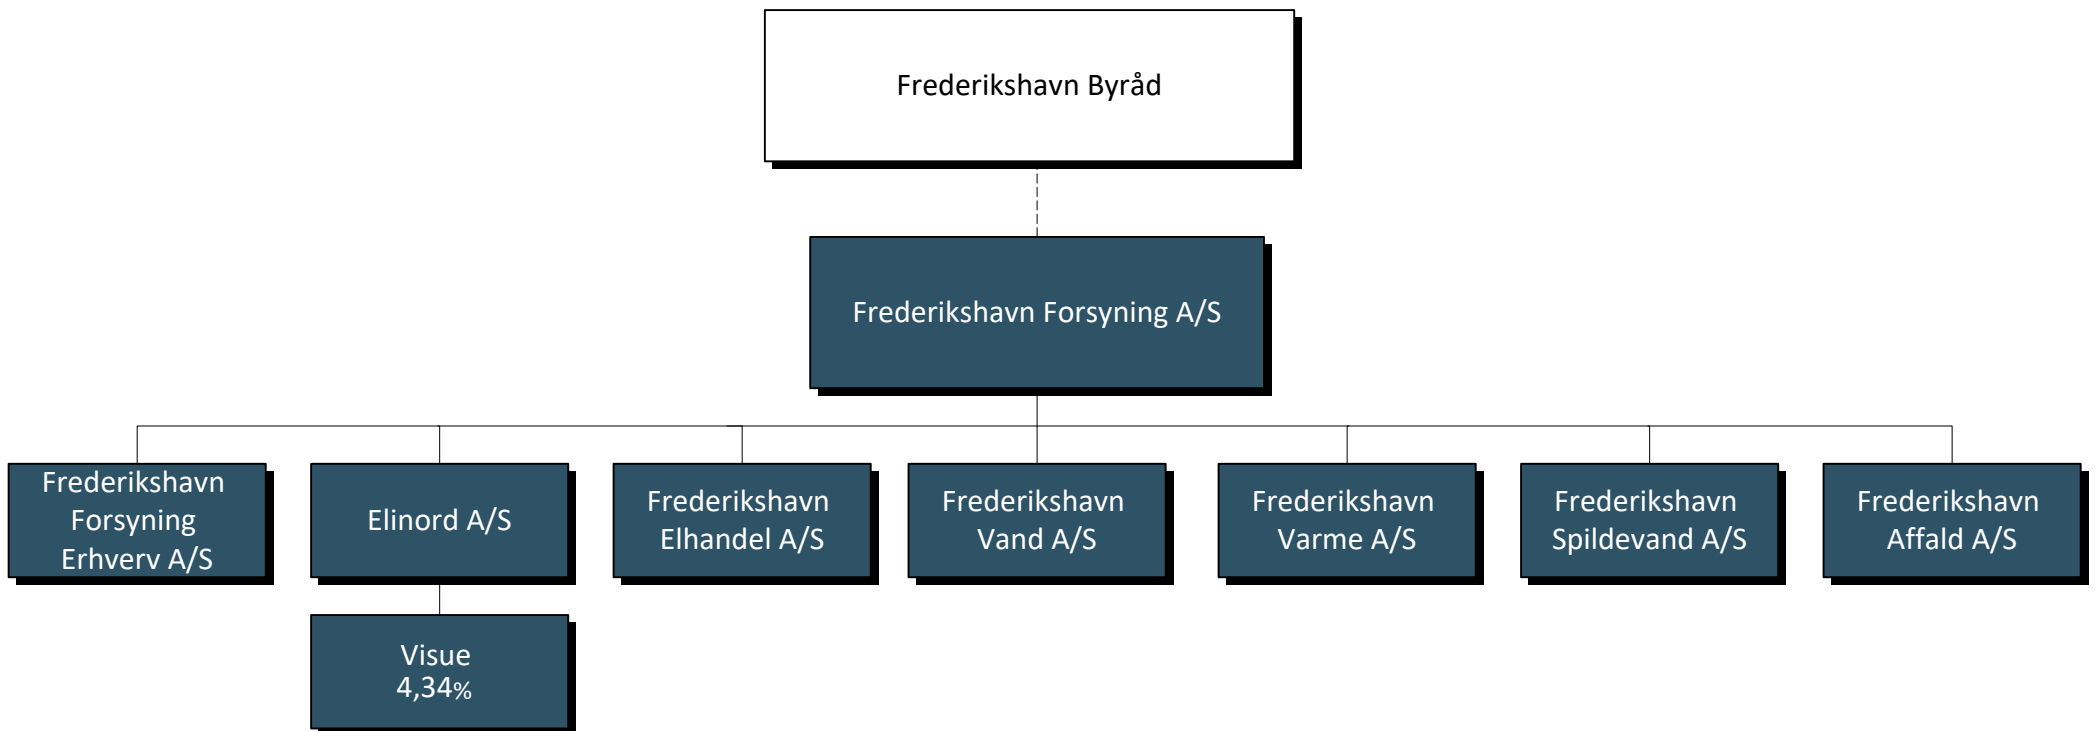 Frederikshavn Byråd
Frederikshavn Forsyning A/S
Frederikshavn
Forsyning
Erhverv A/S
Elinord A/S
Frederikshavn
Elhandel A/S
Frederikshavn
Vand A/S
Frederikshavn
Varme A/S
Frederikshavn
Spildevand A/S
Frederikshavn
Affald A/S
Visue
4,34%